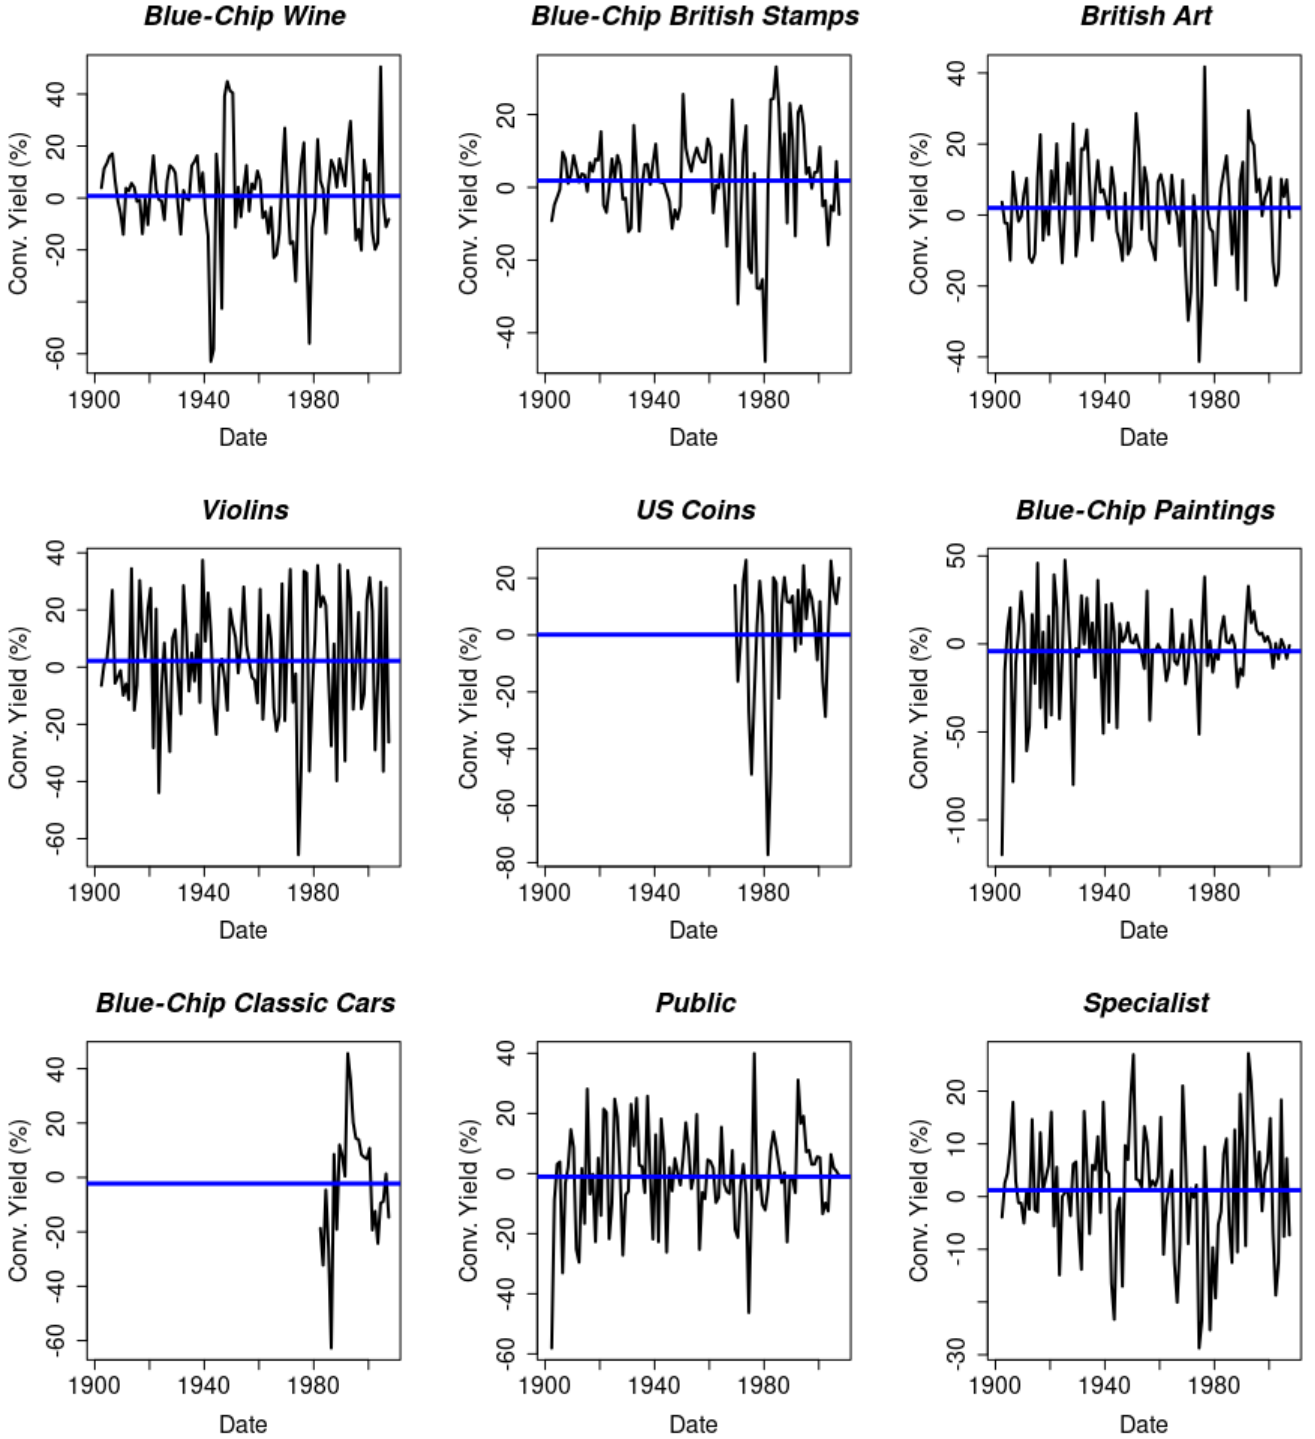 Blue-Chip Wine
Conv. Yield (%)
40
20
0
-20
-60
1900 1940 1980
Date
Blue-Chip British Stamps
Conv. Yield (%)
20
0
-20
-40
1900 1940 1980
Date
British Art
Conv. Yield (%)
40
20
0
-20
-40
1900 1940 1980
Date
Violins
Conv. Yield (%)
40
20
0
-20
-40
-60
1900 1940 1980
Date
US Coins
Conv. Yield (%)
20
0
-20
-40
-60
-80
1900 1940 1980
Date
Blue-Chip Paintings
Conv. Yield (%)
50
0
-50
-100
1900 1940 1980
Date
Blue-Chip Classic Cars
Conv. Yield (%)
40
20
0
-20
-40
-60
1900 1940 1980
Date
Public
Conv. Yield (%)
40
20
0
-20
-40
-60
1900 1940 1980
Date
Specialist
Conv. Yield (%)
20
10
0
-10
-30
1900 1940 1980
Date